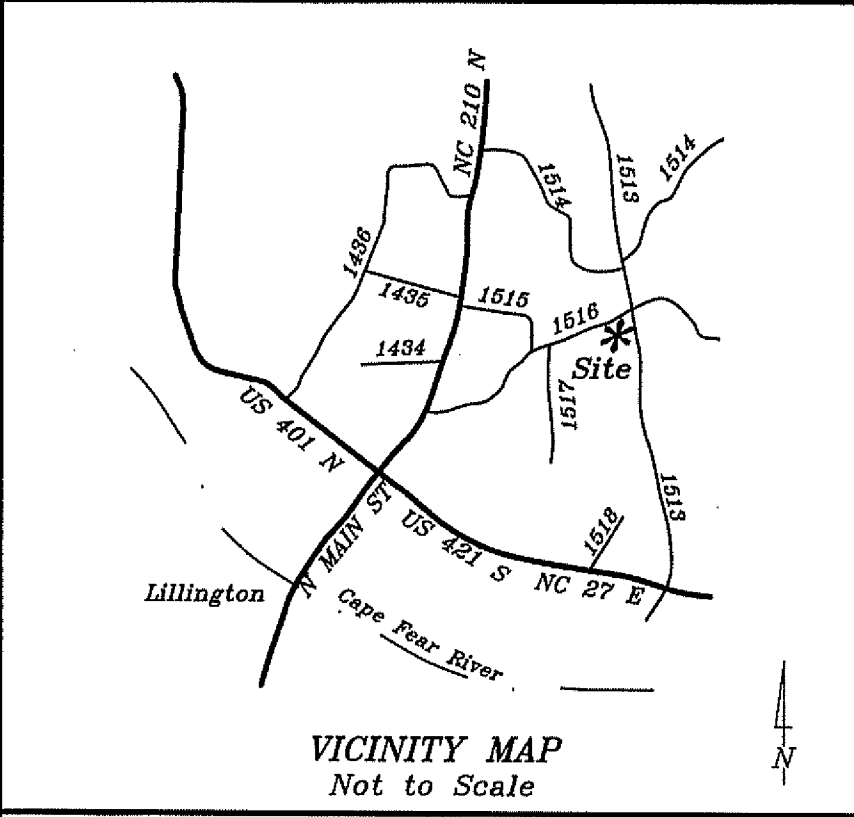 NC 210 N
1514
1513
1514
1436
1435
1515
1516
1434
Site
1517
US 401 N
1513
N MAIN ST
US 421 S
1518
NC 27 E
Lillington
Cape Fear River
VICINITY MAP
Not to Scale
N